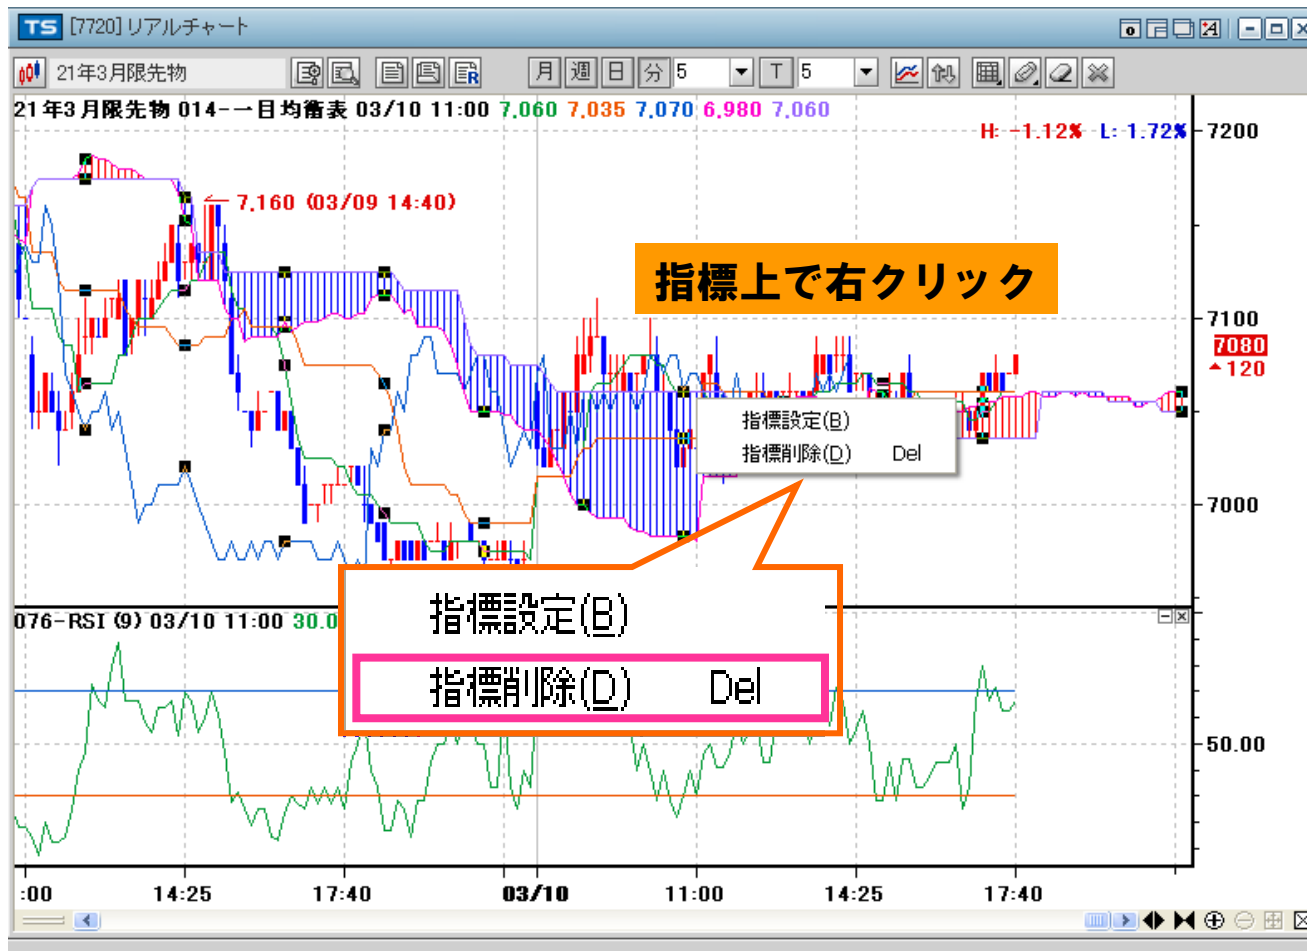 TS [7720]リアルチャート
21年3月限先物 月 週 日 分 5 T 5
21年3月限先物 014-一目均衡表 03/10 11:00 7,060 7,035 7,070 6,980 7,060
H: -1.12% L: 1.72%
7200
7,160 (03/09 14:40)
指標上で右クリック
7100
7080
120
指標設定(B)
指標削除(D) Del
7000
指標設定(B)
指標削除(D) Del
076-RSI (9) 03/10 11:00 30.0
50.00
:00 14:25 17:40 03/10 11:00 14:25 17:40